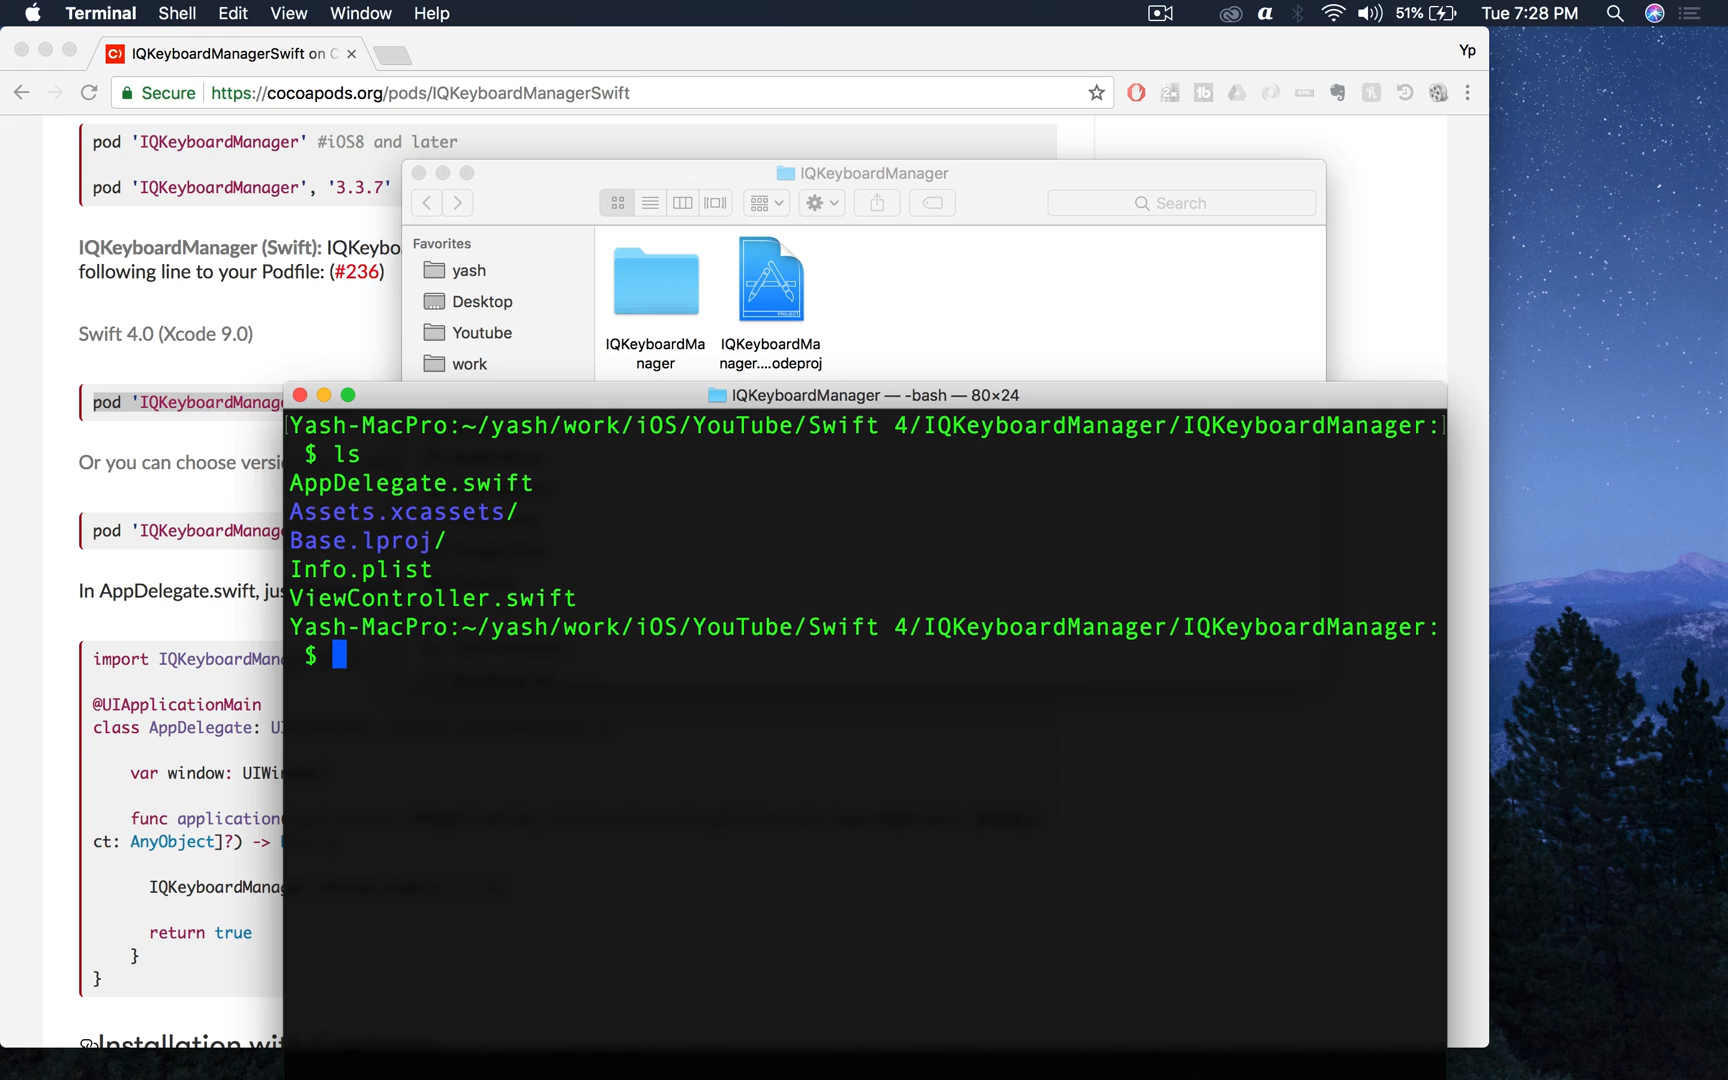 Terminal Shell Edit View Window Help 51% Tue 7:28 PM
IQKeyboardManagerSwift on C Yp
Secure https://cocoapods.org/pods/IQKeyboardManagerSwift
pod 'IQKeyboardManager' #iOS8 and later
pod 'IQKeyboardManager', '3.3.7'
IQKeyboardManager (Swift): IQKeybo
following line to your Podfile: (#236)
Swift 4.0 (Xcode 9.0)
pod 'IQKeyboardManage
Or you can choose versi
pod 'IQKeyboardManage
In AppDelegate.swift, jus
import IQKeyboardMana
@UIApplicationMain
class AppDelegate: UI
var window: UIWin
func application(
ct: AnyObject]?) ->
IQKeyboardManag
return true
}
}
Installation with
IQKeyboardManager
Search
Favorites
yash
Desktop
Youtube
work
IQKeyboardMa
nager
IQKeyboardMa
nager....odeproj
IQKeyboardManager — -bash — 80×24
Yash-MacPro:~/yash/work/iOS/YouTube/Swift 4/IQKeyboardManager/IQKeyboardManager:
$ ls
AppDelegate.swift
Assets.xcassets/
Base.lproj/
Info.plist
ViewController.swift
Yash-MacPro:~/yash/work/iOS/YouTube/Swift 4/IQKeyboardManager/IQKeyboardManager:
$